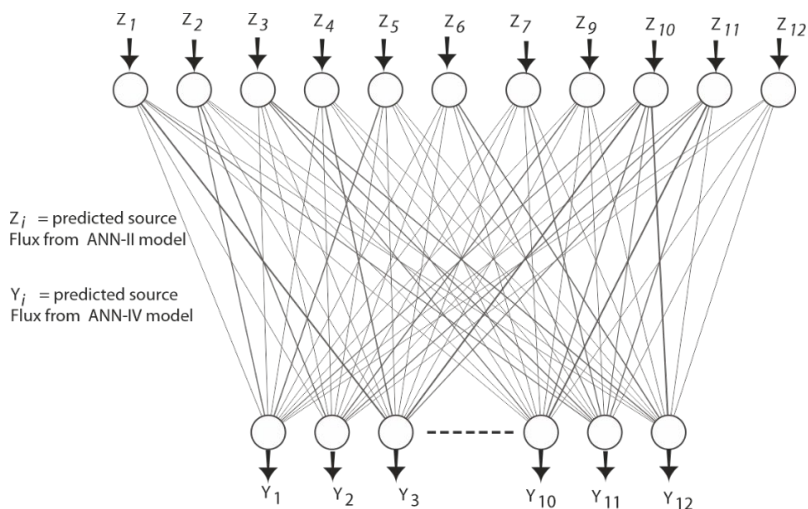 Z1 Z2 Z3 Z4 Z5 Z6 Z7 Z9 Z10 Z11 Z12
Zi = predicted source
Flux from ANN-II model
Yi = predicted source
Flux from ANN-IV model
Y1 Y2 Y3 Y10 Y11 Y12